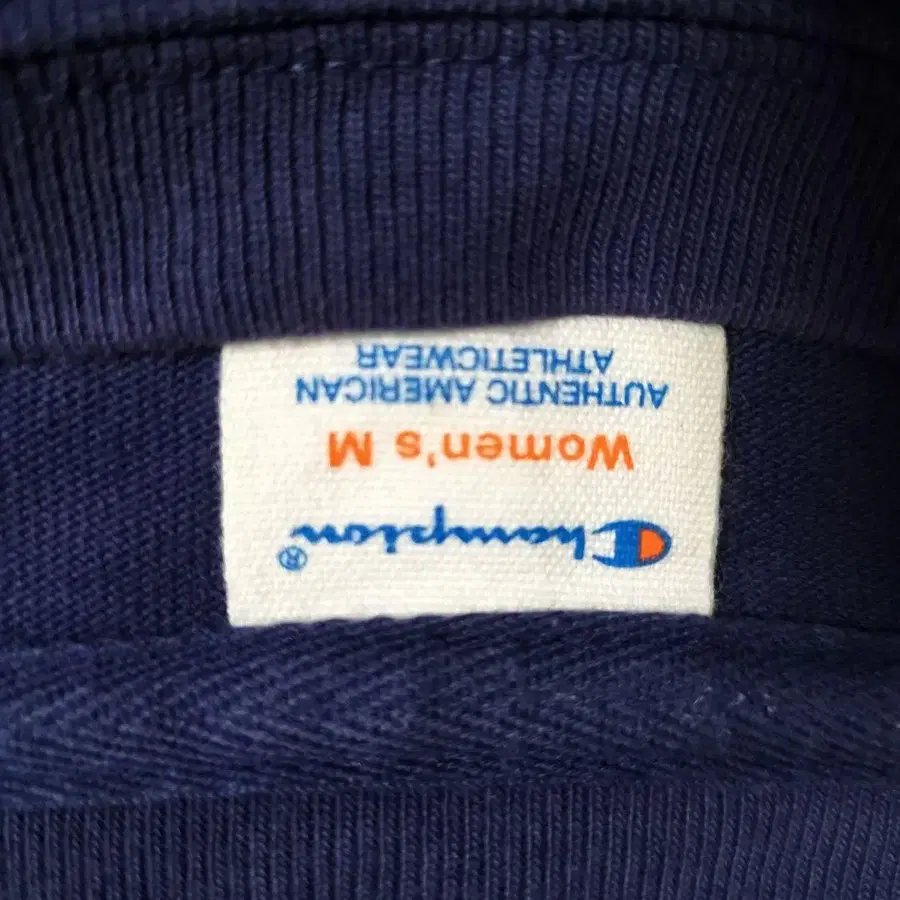 Champion®
Women's M
AUTHENTIC AMERICAN
ATHLETICWEAR